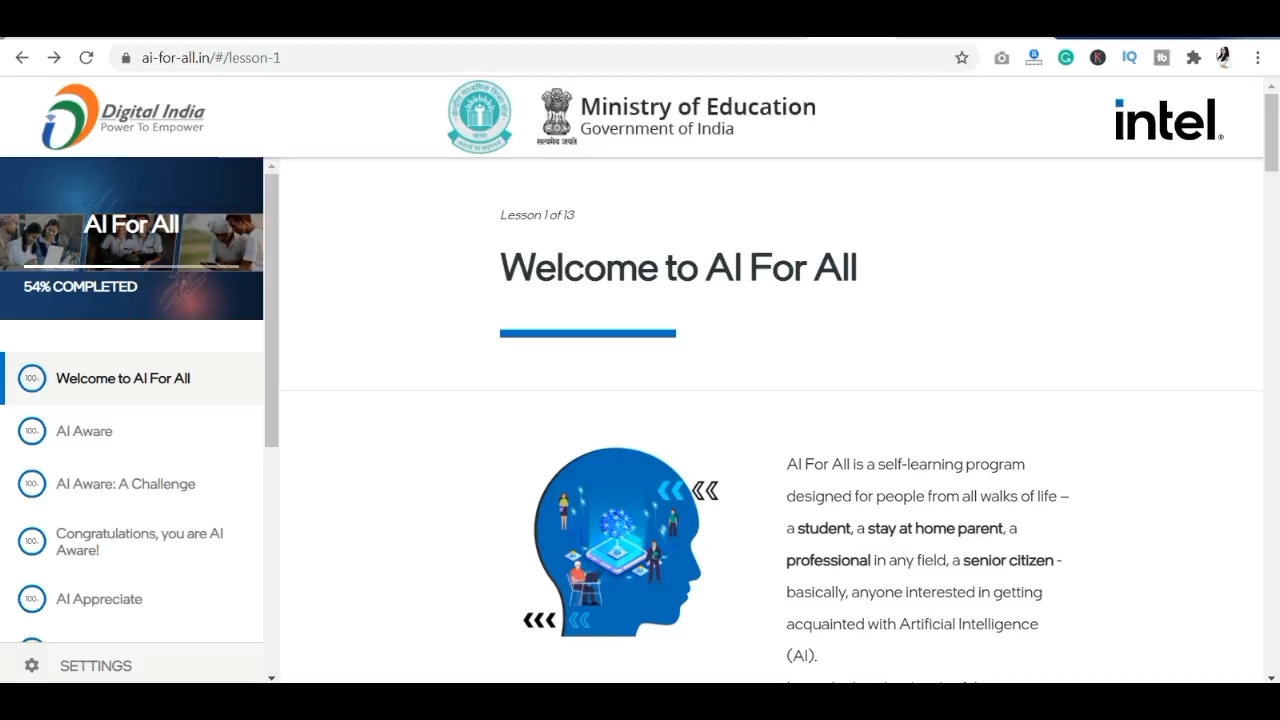 ai-for-all.in/#/lesson-1
Digital India
Power To Empower
सत्यमेव जयते
Ministry of Education
Government of India
intel.
AI For All
54% COMPLETED
Welcome to AI For All
AI Aware
AI Aware: A Challenge
Congratulations, you are AI
Aware!
AI Appreciate
SETTINGS
Lesson 1 of 13
Welcome to AI For All
AI For All is a self-learning program
designed for people from all walks of life –
a student, a stay at home parent, a
professional in any field, a senior citizen -
basically, anyone interested in getting
acquainted with Artificial Intelligence
(AI).